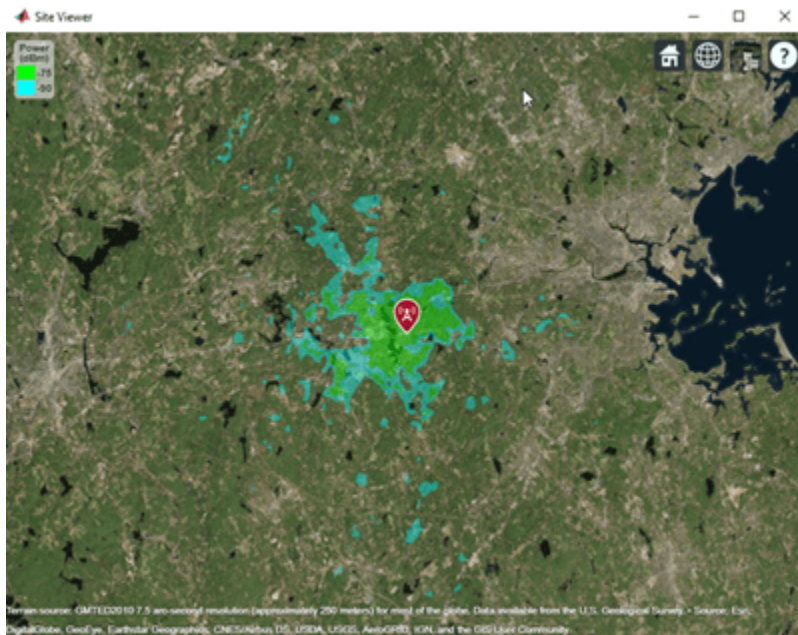 Site Viewer
Power
(dBm)
-75
-90
?
Terrain source: GMTED2010 7.5 arc-second resolution (approximately 250 meters) for most of the globe. Data available from the U.S. Geological Survey. • Source: Esri,
DigitalGlobe, GeoEye, Earthstar Geographics, CNES/Airbus DS, USDA, USGS, AeroGRID, IGN, and the GIS User Community